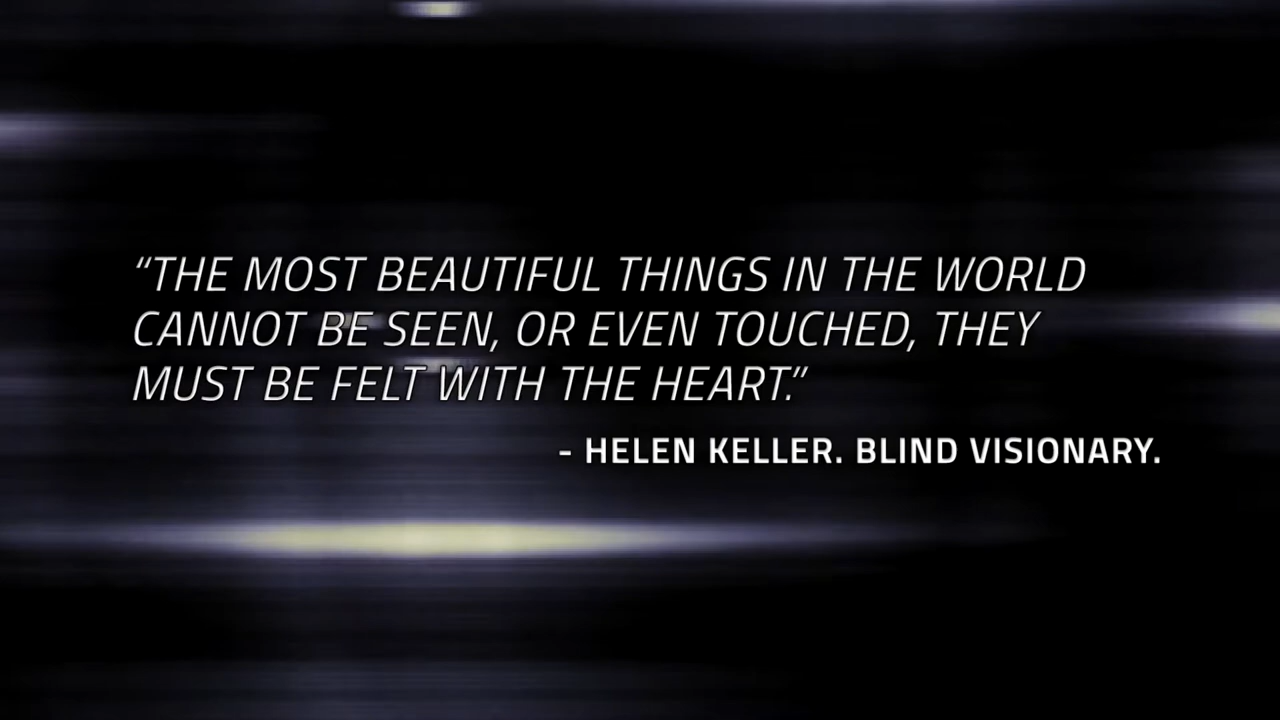 “THE MOST BEAUTIFUL THINGS IN THE WORLD
CANNOT BE SEEN, OR EVEN TOUCHED, THEY
MUST BE FELT WITH THE HEART.”
- HELEN KELLER. BLIND VISIONARY.